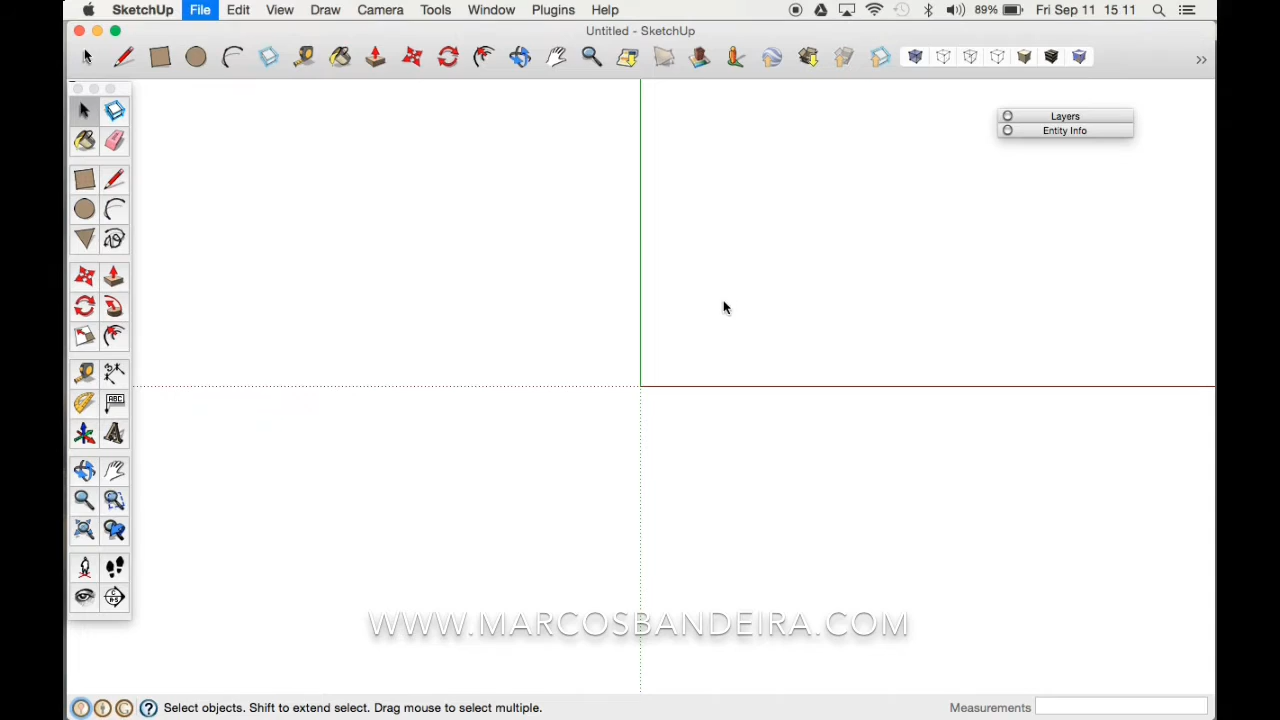 SketchUp File Edit View Draw Camera Tools Window Plugins Help 89% Fri Sep 11 15 11
Untitled - SketchUp
Layers
Entity Info
ABC
A
WWW.MARCOSBANDEIRA.COM
Select objects. Shift to extend select. Drag mouse to select multiple. Measurements